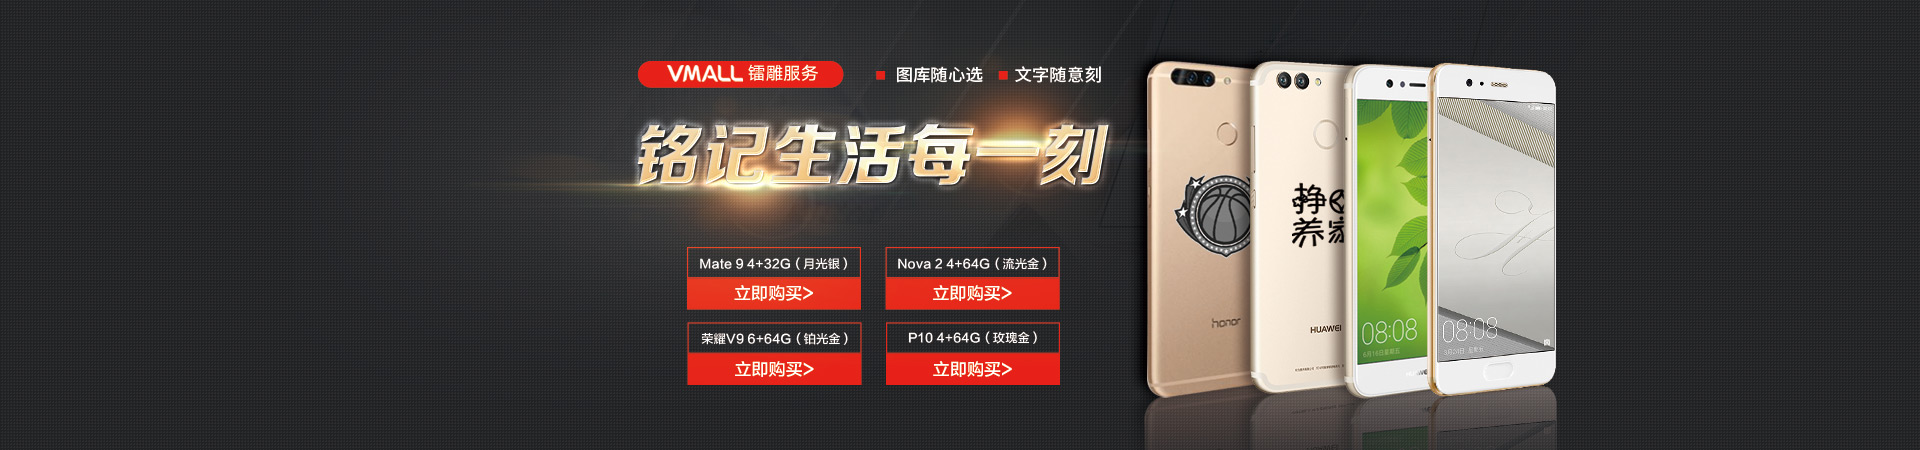 VMALL 镭雕服务
图库随心选 文字随意刻
铭记生活每一刻
Mate 9 4+32G（月光银）
立即购买>
Nova 2 4+64G（流光金）
立即购买>
荣耀V9 6+64G（铂光金）
立即购买>
P10 4+64G（玫瑰金）
立即购买>
honor
挣
养家
HUAWEI
08:08
08:08